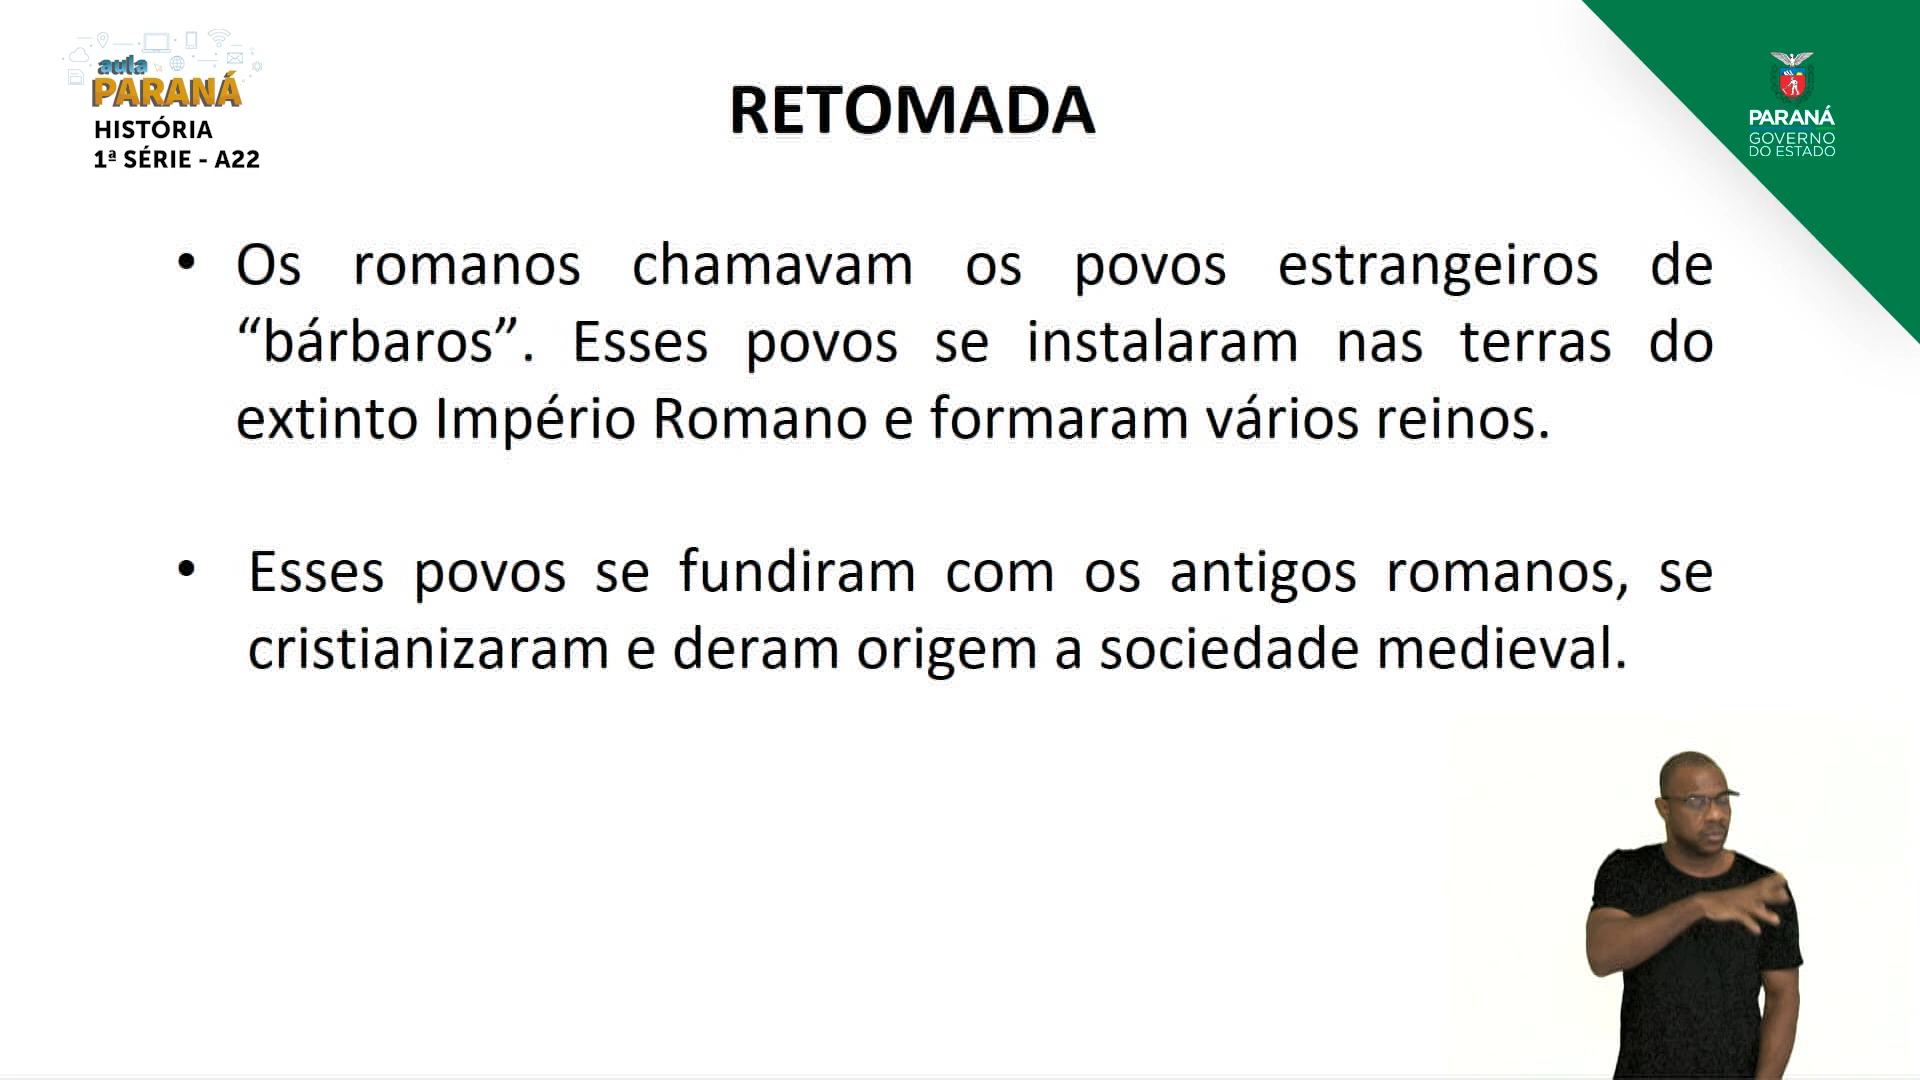 aula
PARANÁ
HISTÓRIA
1ª SÉRIE - A22
RETOMADA
PARANÁ
GOVERNO
DO ESTADO
• Os romanos chamavam os povos estrangeiros de
“bárbaros”. Esses povos se instalaram nas terras do
extinto Império Romano e formaram vários reinos.
• Esses povos se fundiram com os antigos romanos, se
cristianizaram e deram origem a sociedade medieval.